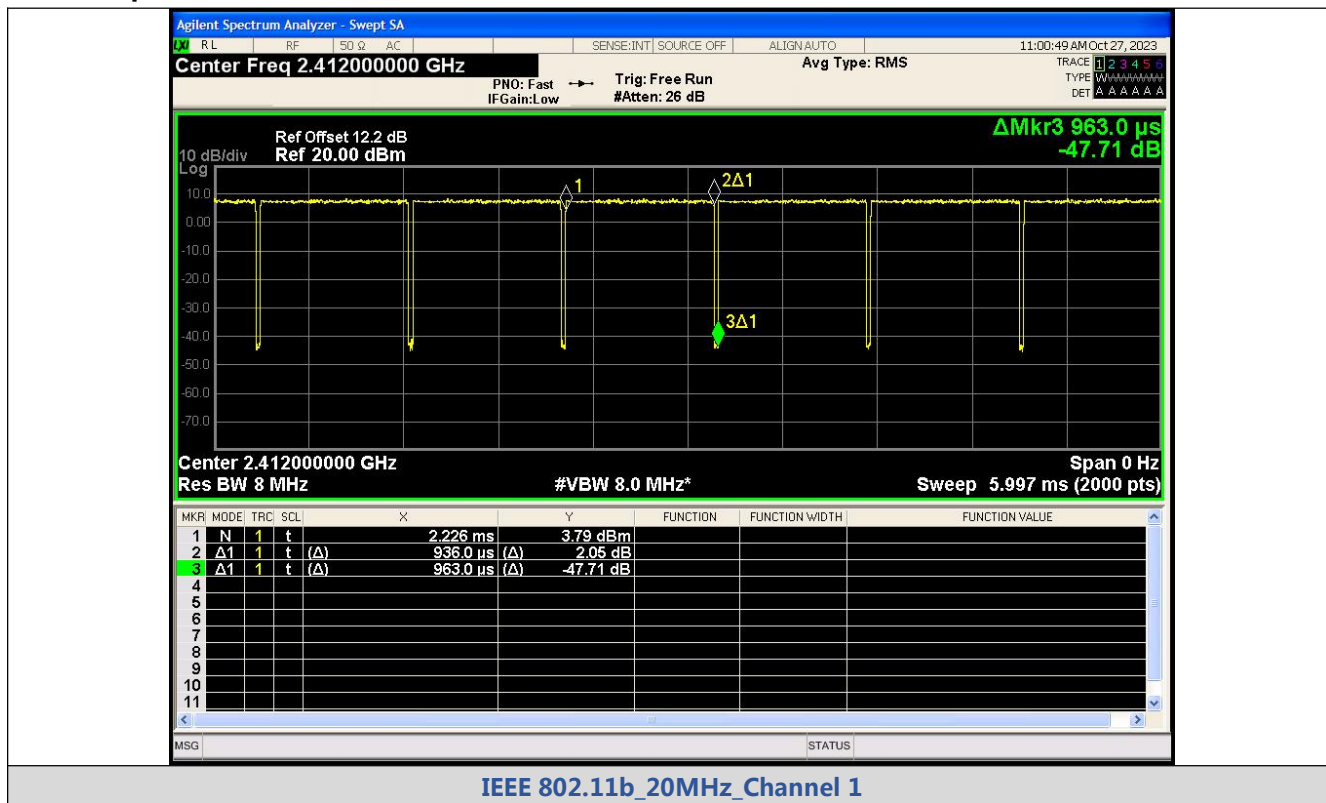 Agilent Spectrum Analyzer - Swept SA
LXI RL RF 50 Ω AC SENSE:INT SOURCE OFF ALIGN AUTO 11:00:49 AM Oct 27, 2023
Center Freq 2.412000000 GHz Avg Type: RMS TRACE 1 2 3 4 5 6
PNO: Fast Trig: Free Run TYPE W
IFGain:Low #Atten: 26 dB DET A A A A A A
ΔMkr3 963.0 µs
-47.71 dB
Ref Offset 12.2 dB
10 dB/div Ref 20.00 dBm
Log
10.0
0.00
-10.0
-20.0
-30.0
-40.0
-50.0
-60.0
-70.0
1
2Δ1
3Δ1
Center 2.412000000 GHz Span 0 Hz
Res BW 8 MHz #VBW 8.0 MHz* Sweep 5.997 ms (2000 pts)
MKR MODE TRC SCL X Y FUNCTION FUNCTION WIDTH FUNCTION VALUE
1 N 1 t 2.226 ms 3.79 dBm
2 Δ1 1 t (Δ) 936.0 µs (Δ) 2.05 dB
3 Δ1 1 t (Δ) 963.0 µs (Δ) -47.71 dB
4
5
6
7
8
9
10
11
MSG STATUS
IEEE 802.11b_20MHz_Channel 1